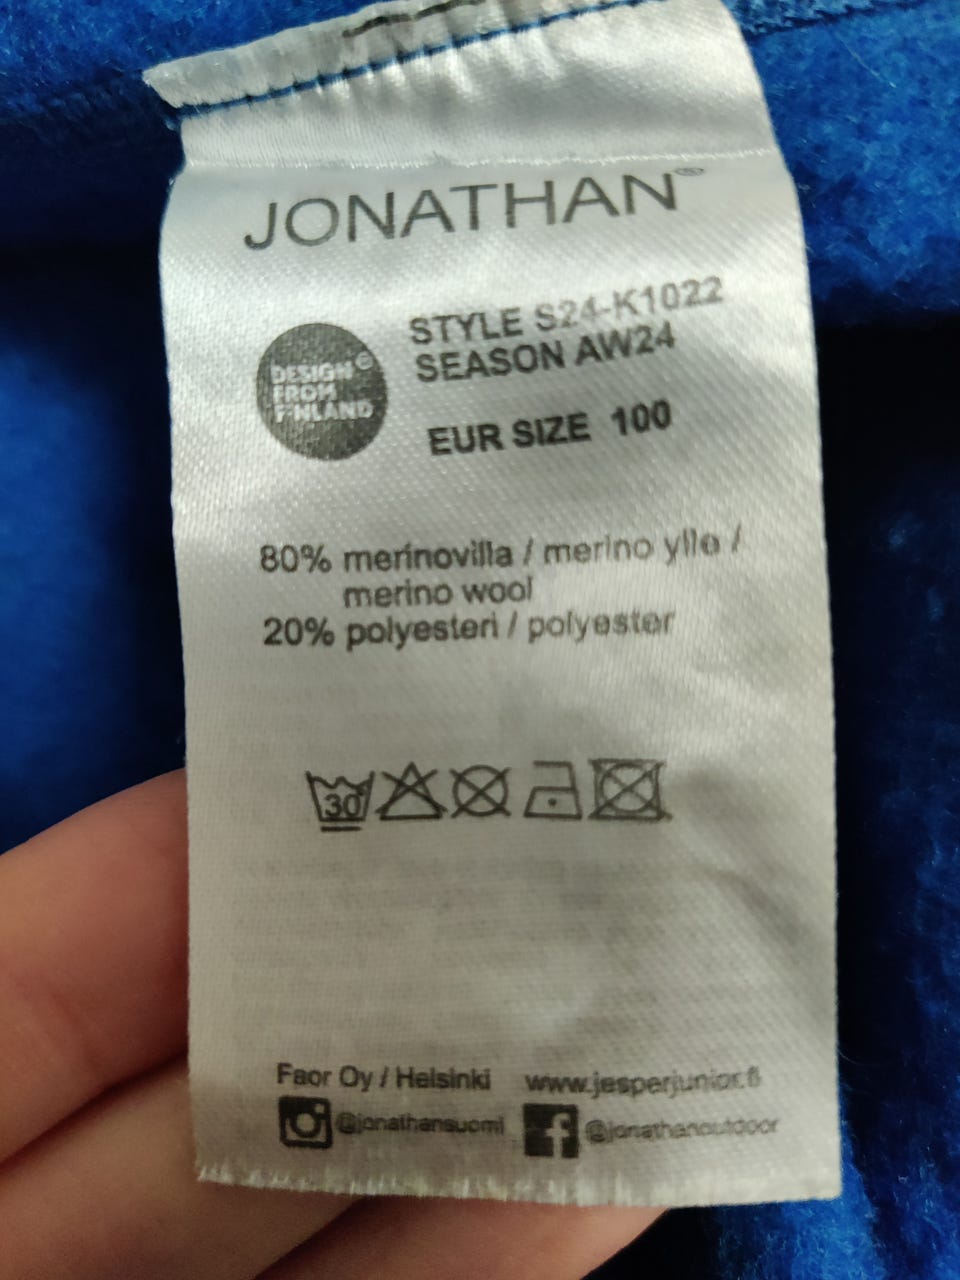 JONATHAN®
DESIGN©
FROM
FINLAND
STYLE S24-K1022
SEASON AW24
EUR SIZE 100
80% merinovilla / merino ylle /
merino wool
20% polyesteri / polyester
30
Faor Oy / Helsinki www.jesperjunior.fi
@jonathansuomi @jonathanoutdoor